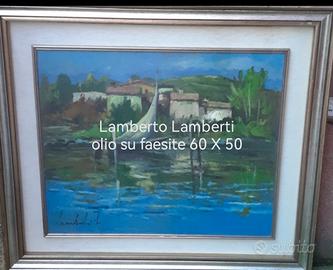 Lamberto Lamberti
olio su faesite 60 X 50
subito